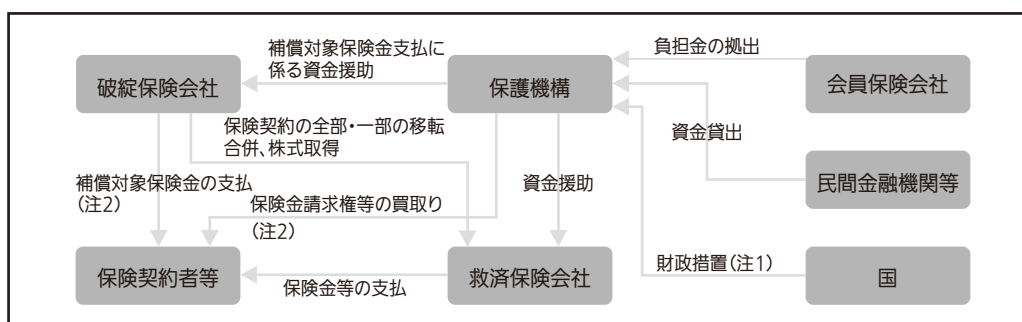 補償対象保険金支払に
係る資金援助
負担金の拠出
破綻保険会社
保護機構
会員保険会社
保険契約の全部・一部の移転
合併、株式取得
資金貸出
補償対象保険金の支払
(注2)
資金援助
民間金融機関等
保険金請求権等の買取り
(注2)
保険契約者等
救済保険会社
財政措置(注1)
国
保険金等の支払